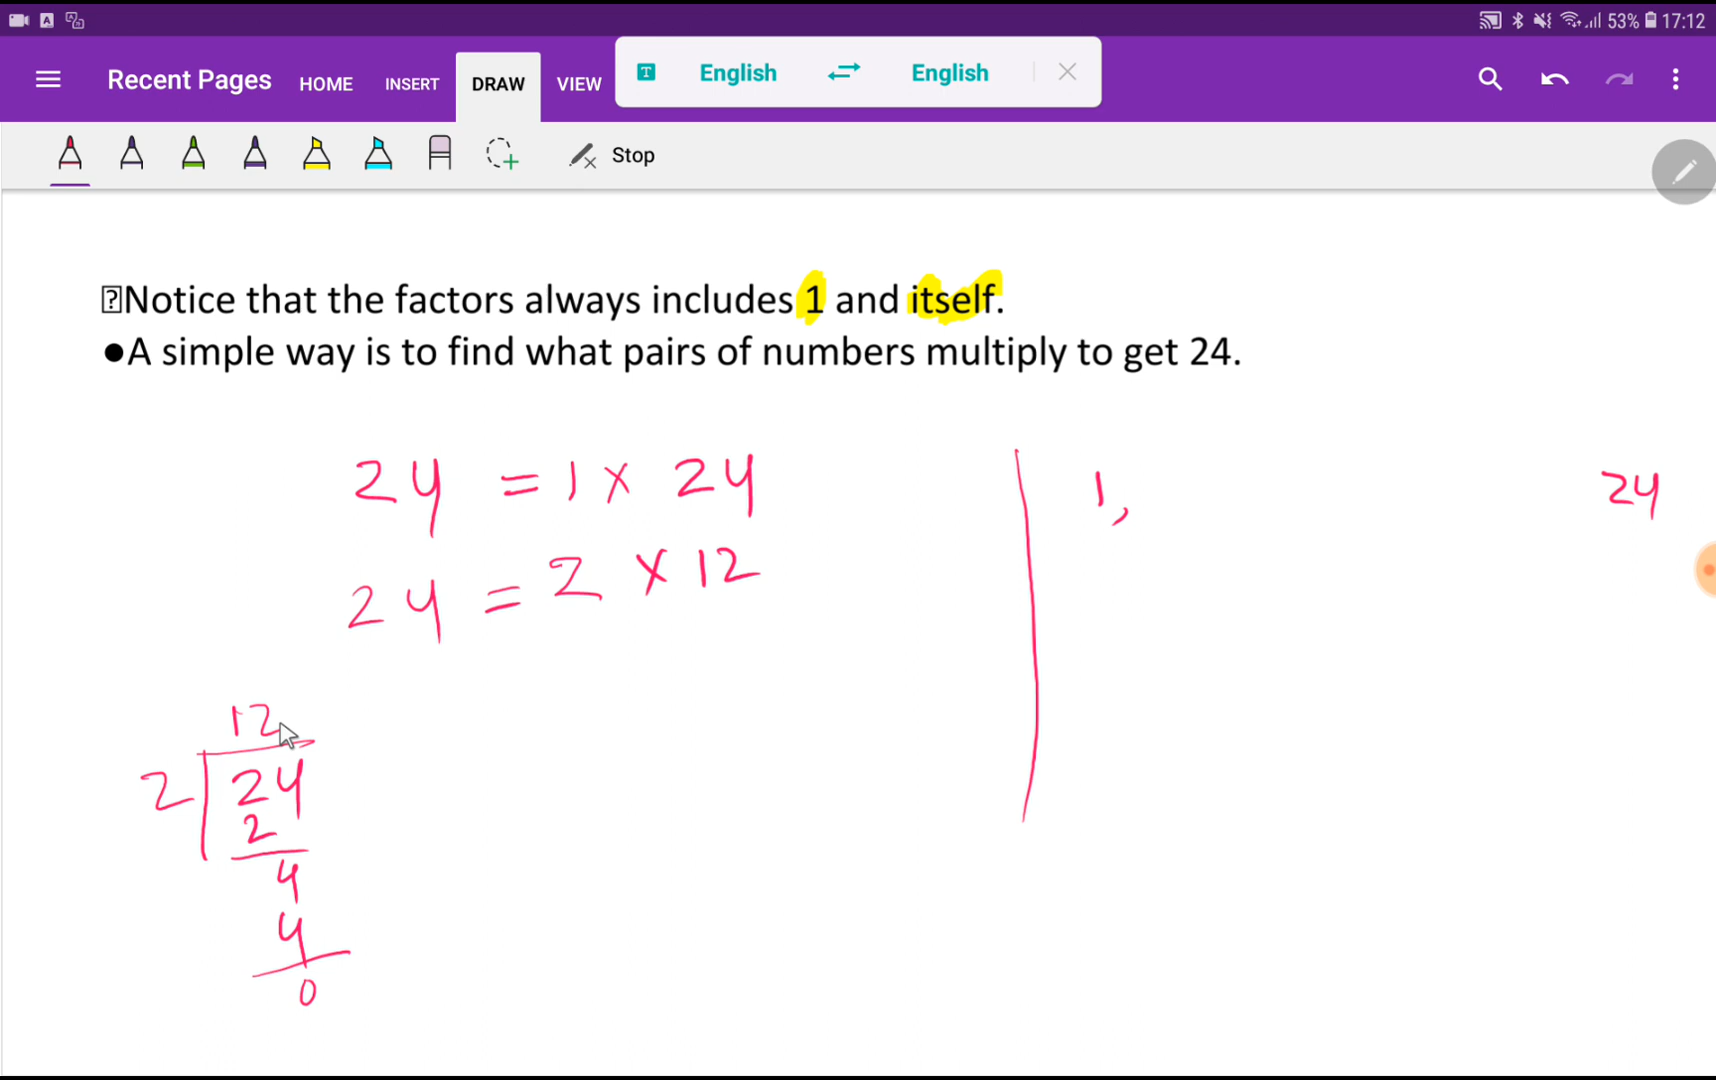 53% 17:12
Recent Pages HOME INSERT DRAW VIEW English English
Stop
Notice that the factors always includes 1 and itself.
●A simple way is to find what pairs of numbers multiply to get 24.
24 = 1 x 24
1, 24
24 = 2 x 12
12
2 24
2
4
4
0